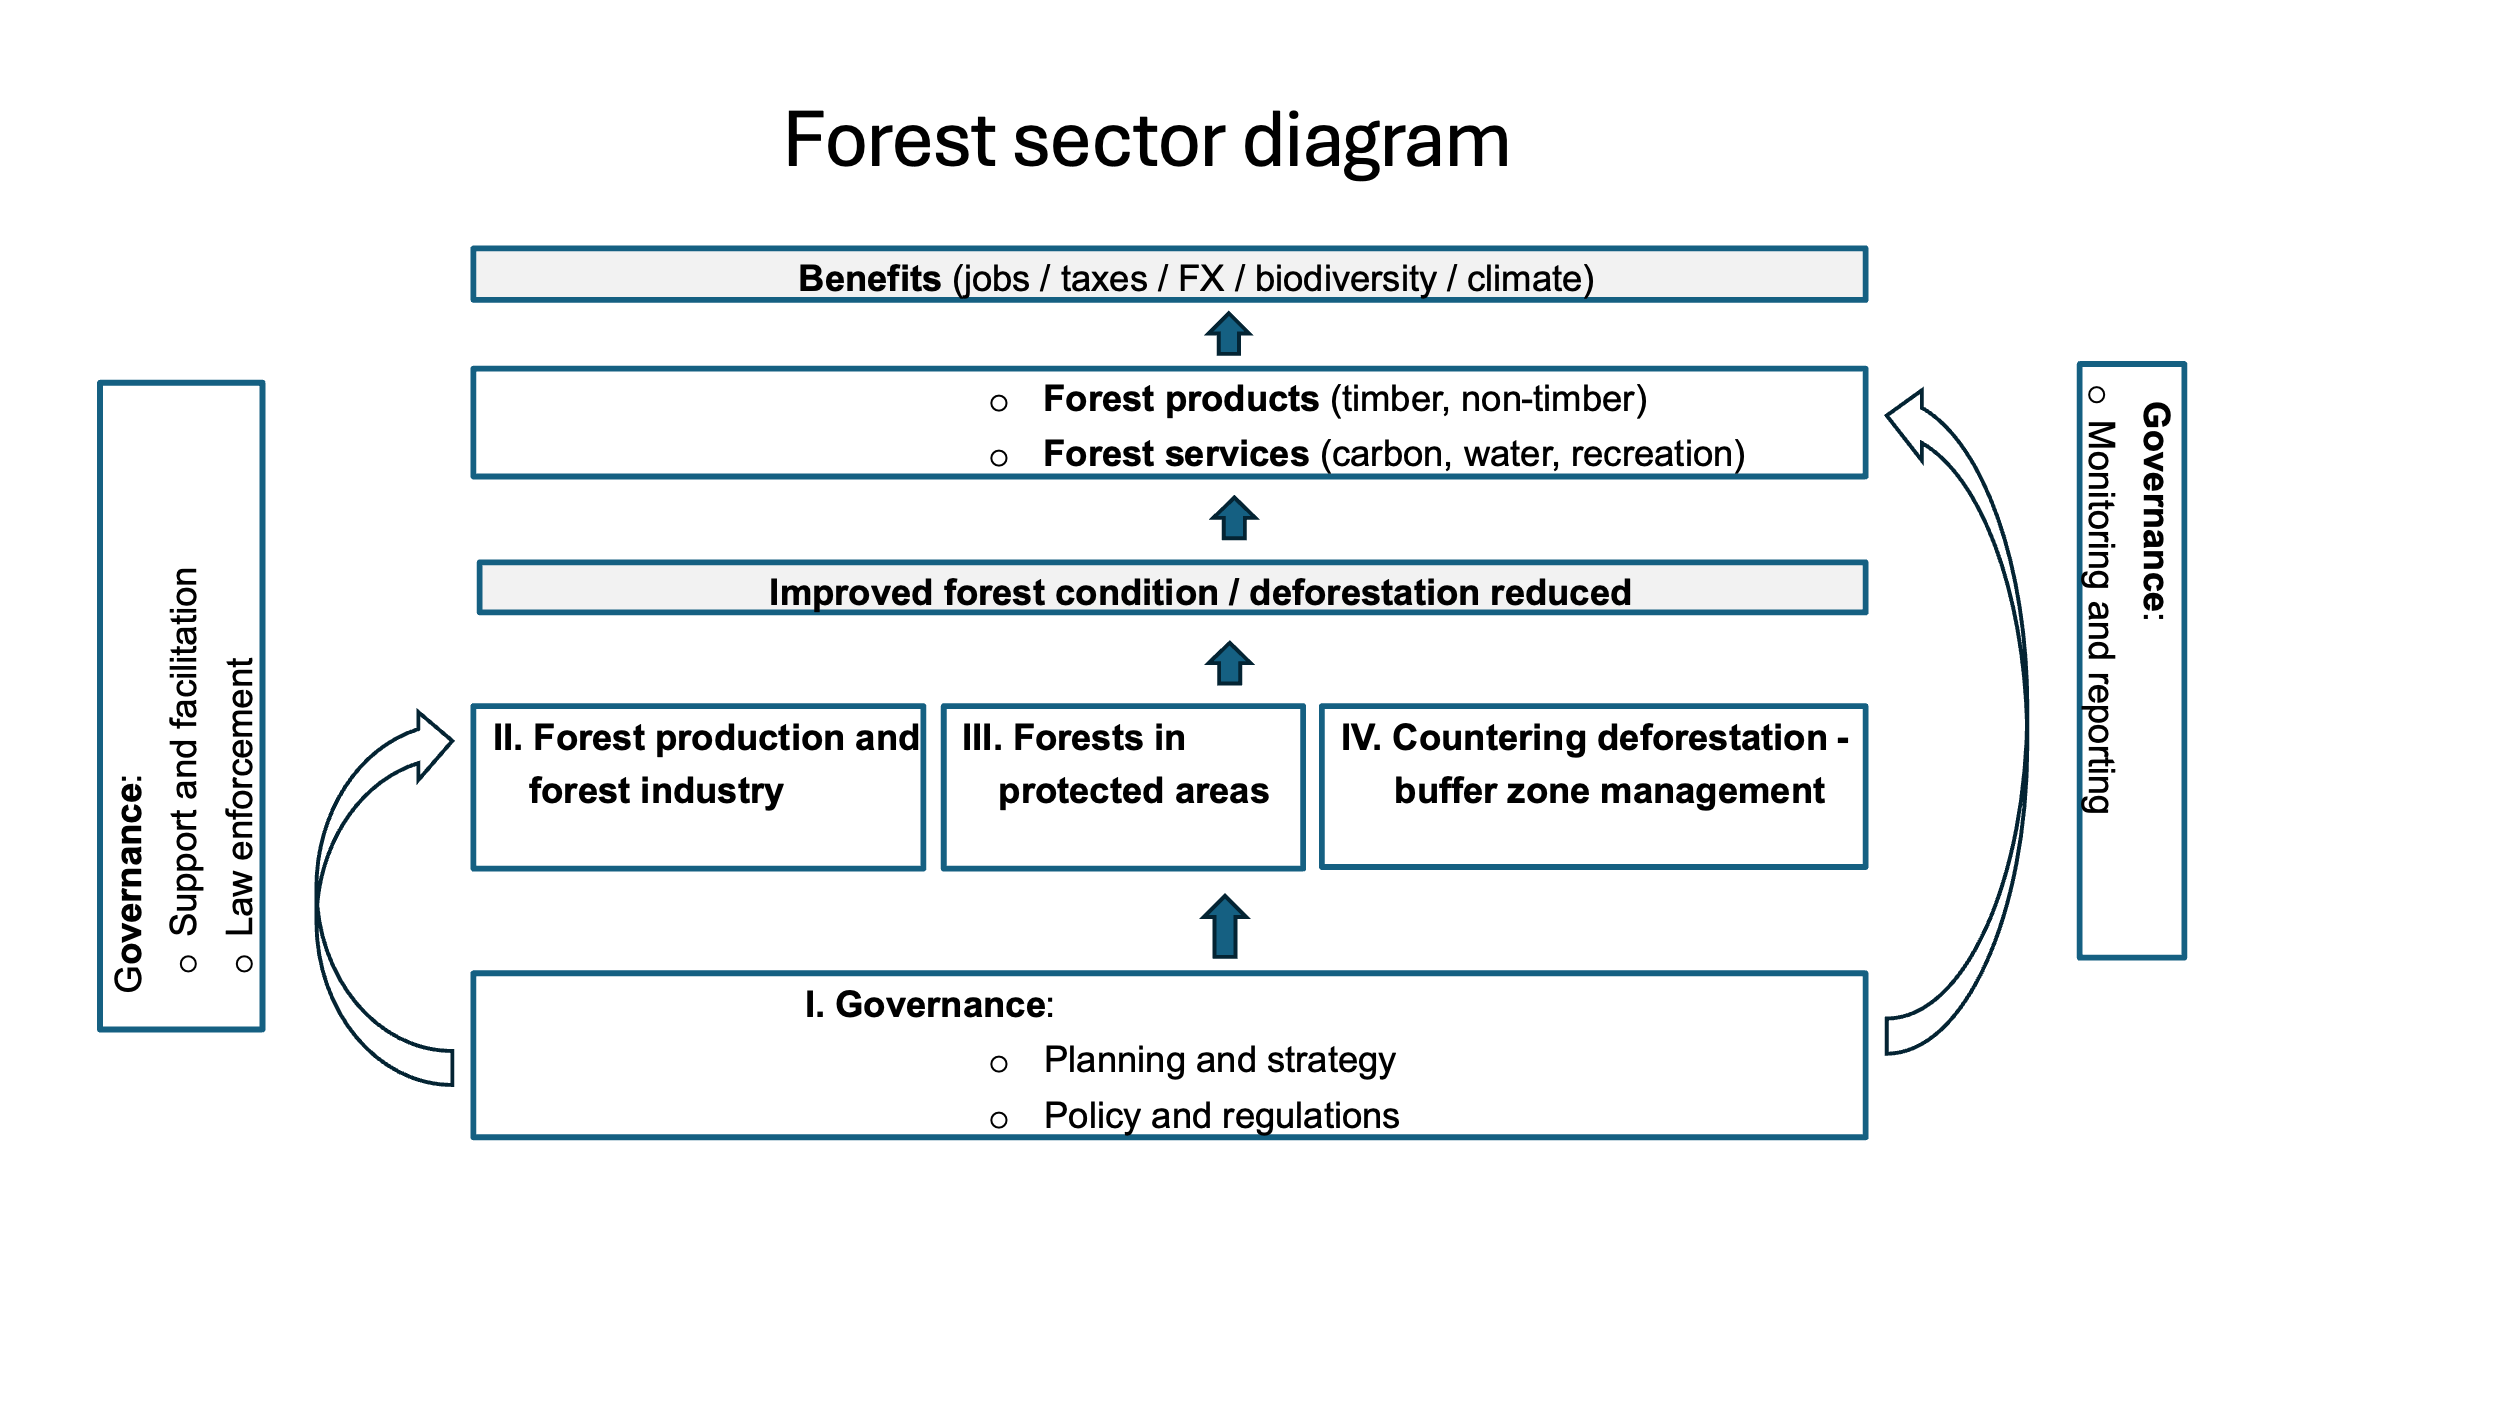 Forest sector diagram
Benefits (jobs / taxes / FX / biodiversity / climate)
○ Forest products (timber, non-timber)
○ Forest services (carbon, water, recreation)
Improved forest condition / deforestation reduced
II. Forest production and
forest industry
III. Forests in
protected areas
IV. Countering deforestation -
buffer zone management
I. Governance:
○ Planning and strategy
○ Policy and regulations
Governance:
○ Support and facilitation
○ Law enforcement
Governance:
○ Monitoring and reporting